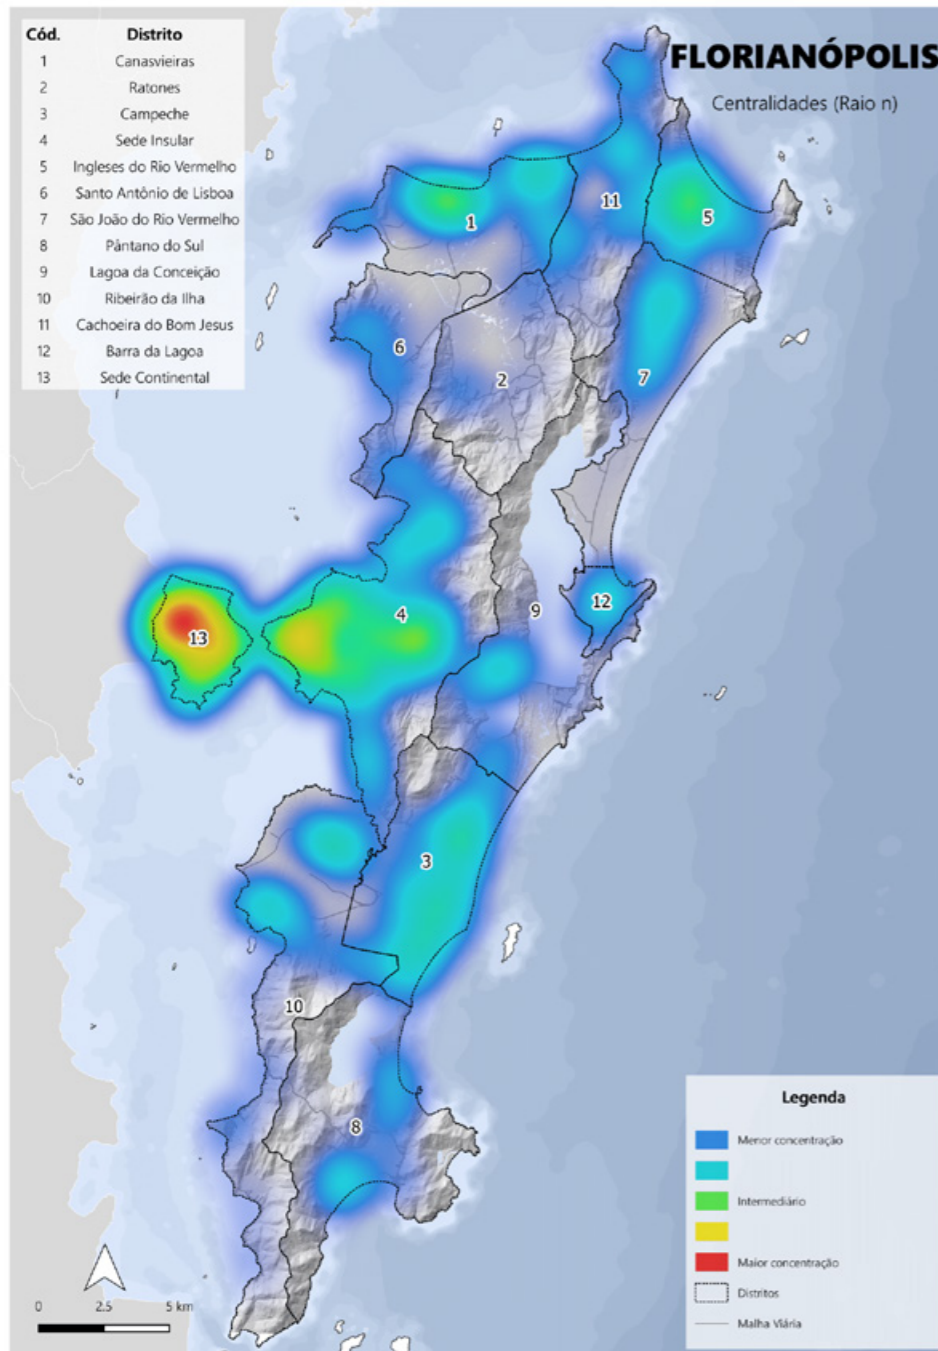 FLORIANÓPOLIS
Centralidades (Raio n)
Cód. Distrito
1 Canasvieiras
2 Ratones
3 Campeche
4 Sede Insular
5 Ingleses do Rio Vermelho
6 Santo Antônio de Lisboa
7 São João do Rio Vermelho
8 Pântano do Sul
9 Lagoa da Conceição
10 Ribeirão da Ilha
11 Cachoeira do Bom Jesus
12 Barra da Lagoa
13 Sede Continental
1
11
5
6
2
7
12
9
4
13
3
10
8
Legenda
Menor concentração
Intermediário
Maior concentração
Distritos
Malha Viária
0 2.5 5 km